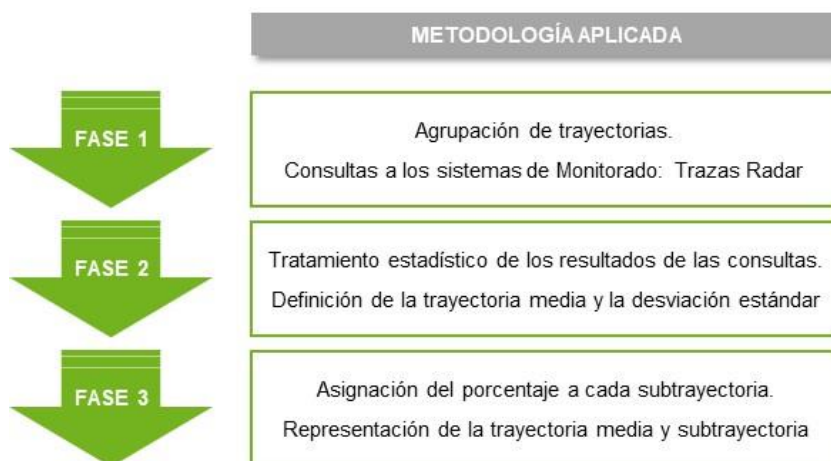 METODOLOGÍA APLICADA
FASE 1
Agrupación de trayectorias.
Consultas a los sistemas de Monitorado: Trazas Radar
FASE 2
Tratamiento estadístico de los resultados de las consultas.
Definición de la trayectoria media y la desviación estándar
FASE 3
Asignación del porcentaje a cada subtrayectoria.
Representación de la trayectoria media y subtrayectoria